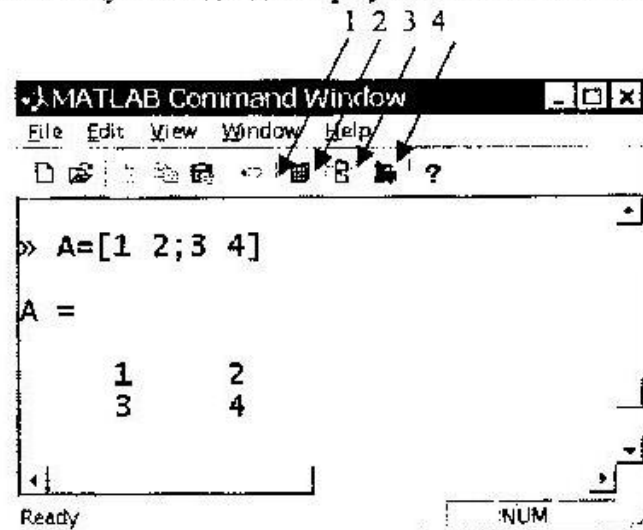 1 2 3 4
MATLAB Command Window
File Edit View Window Help
?
» A=[1 2;3 4]
A =
1 2
3 4
Ready NUM